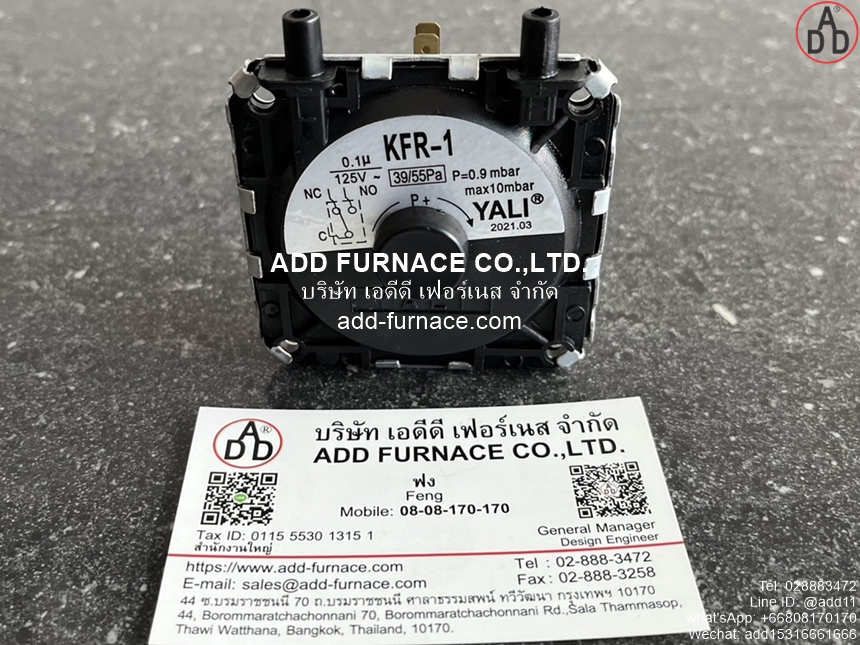 ADD
KFR-1
0.1µ
125V ~
39/55Pa
P=0.9 mbar
max10mbar
NC
NO
C
P+
YALI®
2021.03
ADD FURNACE CO.,LTD.
บริษัท เอดีดี เฟอร์เนส จำกัด
add-furnace.com
ADD®
บริษัท เอดีดี เฟอร์เนส จำกัด
ADD FURNACE CO.,LTD.
ฟง
Feng
Mobile: 08-08-170-170
Tax ID: 0115 5530 1315 1
สำนักงานใหญ่
General Manager
Design Engineer
https://www.add-furnace.com
E-mail: sales@add-furnace.com
Tel : 02-888-3472
Fax : 02-888-3258
44 ซ.บรมราชชนนี 70 ถ.บรมราชชนนี ศาลาธรรมสพน์ ทวีวัฒนา กรุงเทพฯ 10170
44, Borommaratchachonnani 70, Borommaratchachonnani Rd.,Sala Thammasop,
Thawi Watthana, Bangkok, Thailand, 10170.
Tel: 028883472
Line ID. @add11
what'sApp: +66808170170
Wechat: add15316661666